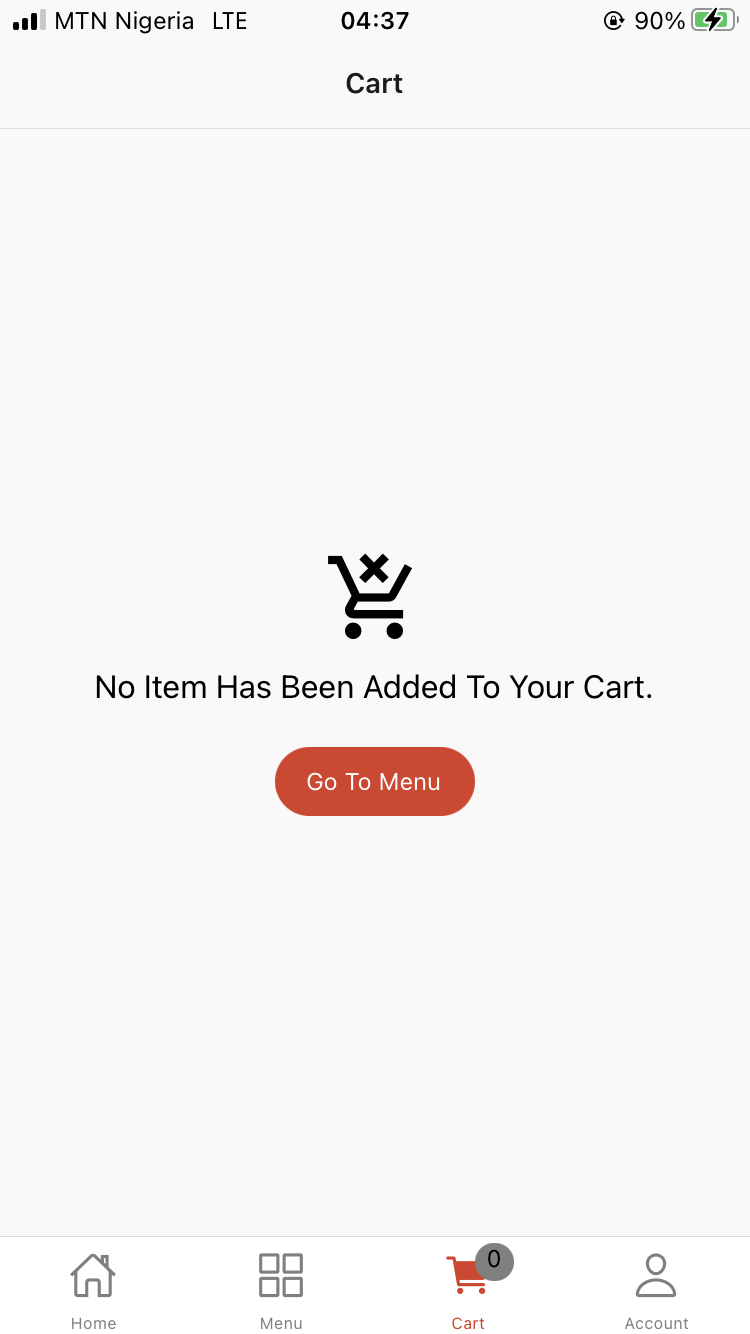 MTN Nigeria LTE 04:37 90%
Cart
No Item Has Been Added To Your Cart.
Go To Menu
0
Home Menu Cart Account